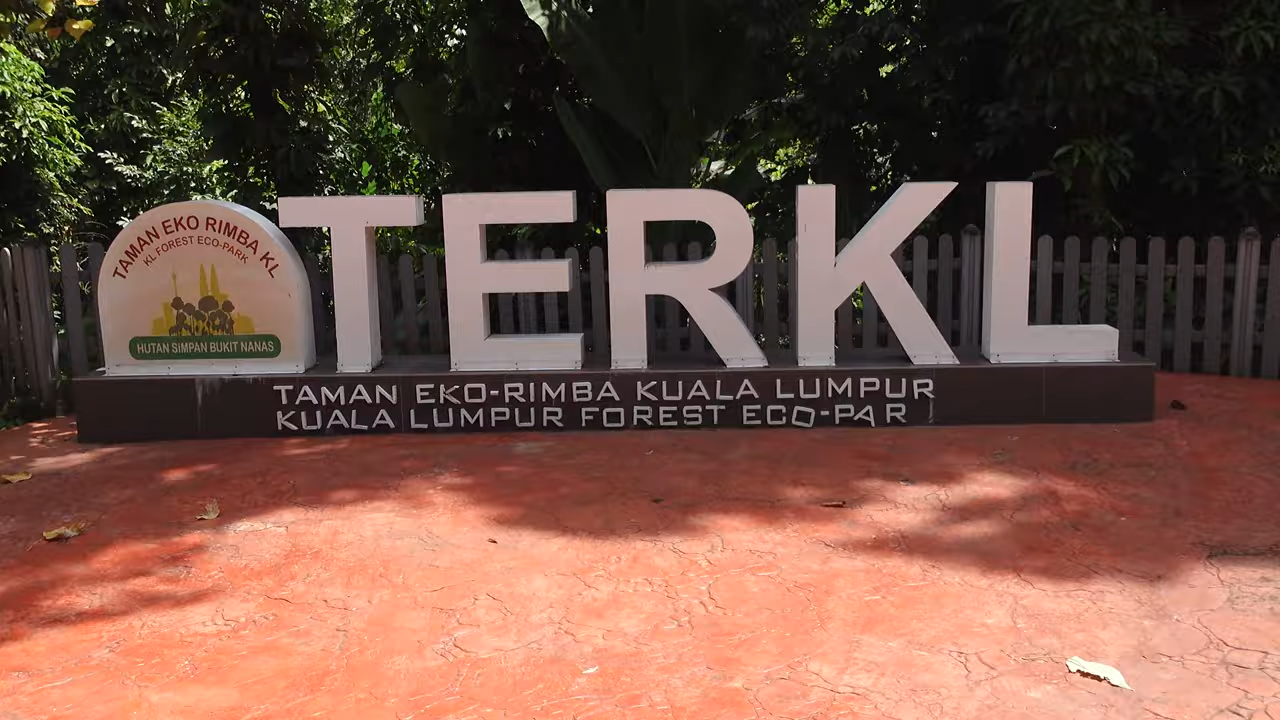 TAMAN EKO RIMBA KL
KL FOREST ECO-PARK
HUTAN SIMPAN BUKIT NANAS
TERKL
TAMAN EKO-RIMBA KUALA LUMPUR
KUALA LUMPUR FOREST ECO-PAR